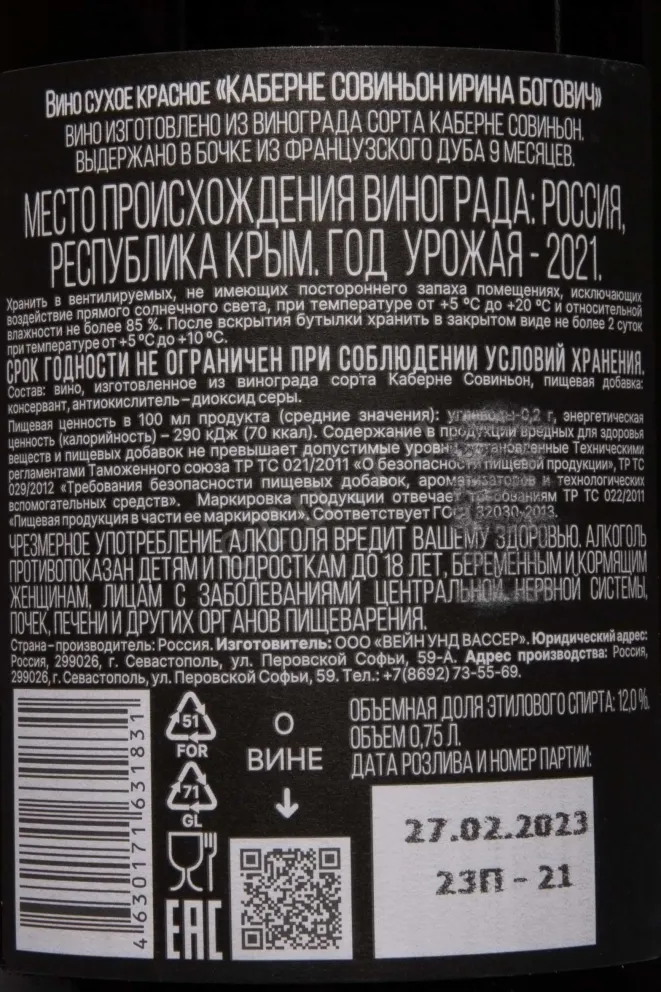 Вино сухое красное «КАБЕРНЕ СОВИНЬОН ИРИНА БОГОВИЧ»
ВИНО ИЗГОТОВЛЕНО ИЗ ВИНОГРАДА СОРТА КАБЕРНЕ СОВИНЬОН.
ВЫДЕРЖАНО В БОЧКЕ ИЗ ФРАНЦУЗСКОГО ДУБА 9 МЕСЯЦЕВ.
МЕСТО ПРОИСХОЖДЕНИЯ ВИНОГРАДА: РОССИЯ,
РЕСПУБЛИКА КРЫМ. ГОД УРОЖАЯ - 2021.
Хранить в вентилируемых, не имеющих постороннего запаха помещениях, исключающих
воздействие прямого солнечного света, при температуре от +5 °С до +20 °С и относительной
влажности не более 85 %. После вскрытия бутылки хранить в закрытом виде не более 2 суток
при температуре от +5 °С до +10 °С.
СРОК ГОДНОСТИ НЕ ОГРАНИЧЕН ПРИ СОБЛЮДЕНИИ УСЛОВИЙ ХРАНЕНИЯ.
Состав: вино, изготовленное из винограда сорта Каберне Совиньон, пищевая добавка:
консервант, антиокислитель – диоксид серы.
Пищевая ценность в 100 мл продукта (средние значения): углеводы-0,2 г, энергетическая
ценность (калорийность) – 290 кДж (70 ккал). Содержание в продукции вредных для здоровья
веществ и пищевых добавок не превышает допустимые уровни, установленные Техническими
регламентами Таможенного союза ТР ТС 021/2011 «О безопасности пищевой продукции», ТР ТС
029/2012 «Требования безопасности пищевых добавок, ароматизаторов и технологических
вспомогательных средств». Маркировка продукции отвечает требованиям ТР ТС 022/2011
«Пищевая продукция в части ее маркировки». Соответствует ГОСТ 32030-2013.
ЧРЕЗМЕРНОЕ УПОТРЕБЛЕНИЕ АЛКОГОЛЯ ВРЕДИТ ВАШЕМУ ЗДОРОВЬЮ. АЛКОГОЛЬ
ПРОТИВОПОКАЗАН ДЕТЯМ И ПОДРОСТКАМ ДО 18 ЛЕТ, БЕРЕМЕННЫМ И КОРМЯЩИМ
ЖЕНЩИНАМ, ЛИЦАМ С ЗАБОЛЕВАНИЯМИ ЦЕНТРАЛЬНОЙ НЕРВНОЙ СИСТЕМЫ,
ПОЧЕК, ПЕЧЕНИ И ДРУГИХ ОРГАНОВ ПИЩЕВАРЕНИЯ.
Страна-производитель: Россия. Изготовитель: ООО «ВЕЙН УНД ВАССЕР». Юридический адрес:
Россия, 299026, г. Севастополь, ул. Перовской Софьи, 59-А. Адрес производства: Россия,
299026, г. Севастополь, ул. Перовской Софьи, 59. Тел.: +7(8692) 73-55-69.
4630171631831
51
FOR
71
GL
EAC
О
ВИНЕ
ОБЪЕМНАЯ ДОЛЯ ЭТИЛОВОГО СПИРТА: 12,0 %.
ОБЪЕМ 0,75 Л.
ДАТА РОЗЛИВА И НОМЕР ПАРТИИ:
27.02.2023
23П - 21